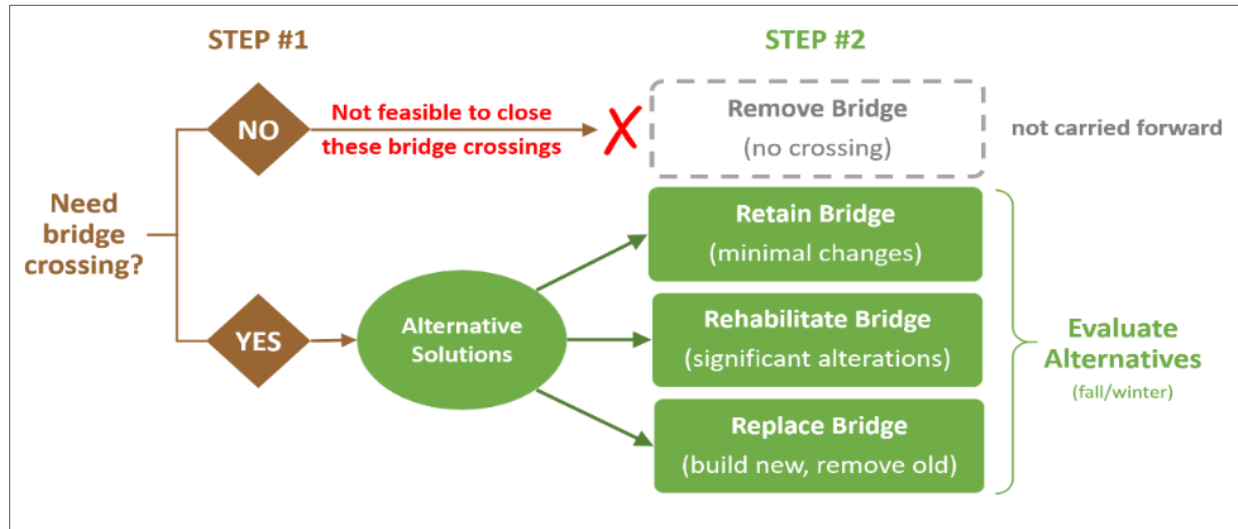 STEP #1
STEP #2
NO
Not feasible to close
these bridge crossings
X
Remove Bridge
(no crossing)
not carried forward
Need
bridge
crossing?
YES
Alternative
Solutions
Retain Bridge
(minimal changes)
Rehabilitate Bridge
(significant alterations)
Replace Bridge
(build new, remove old)
Evaluate
Alternatives
(fall/winter)